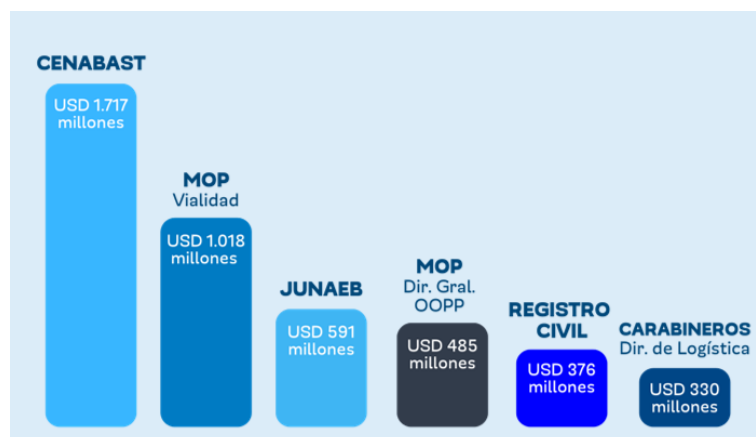 CENABAST
USD 1.717
millones
MOP
Vialidad
USD 1.018
millones
JUNAEB
USD 591
millones
MOP
Dir. Gral.
OOPP
USD 485
millones
REGISTRO
CIVIL
USD 376
millones
CARABINEROS
Dir. de Logística
USD 330
millones